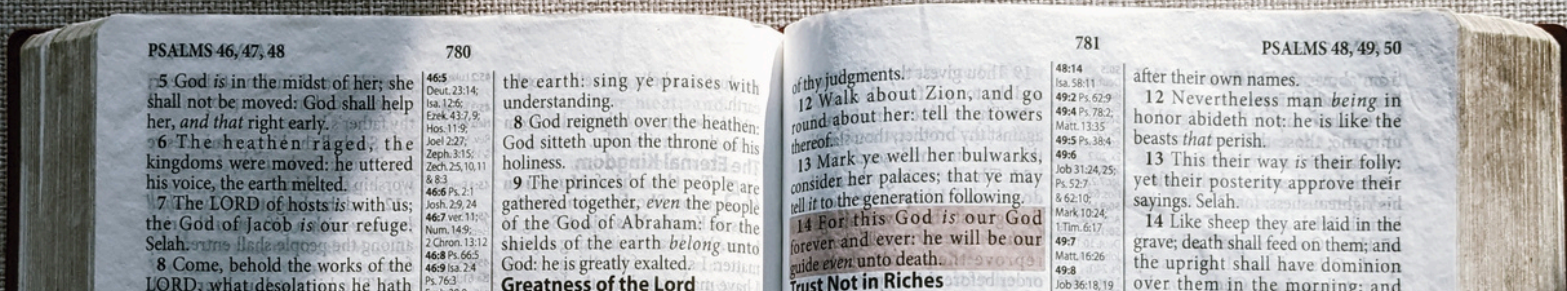 PSALMS 46, 47, 48
780
5 God is in the midst of her; she
shall not be moved: God shall help
her, and that right early.
6 The heathen raged, the
kingdoms were moved: he uttered
his voice, the earth melted.
7 The LORD of hosts is with us;
the God of Jacob is our refuge.
Selah.
8 Come, behold the works of the
LORD, what desolations he hath
46:5
Deut. 23:14;
Isa. 12:6;
Ezek. 43:7, 9;
Hos. 11:9;
Joel 2:27;
Zeph. 3:15;
Zech. 2:5, 10, 11
& 8:3
46:6 Ps. 2:1
Josh. 2:9, 24
46:7 ver. 11;
Num. 14:9;
2 Chron. 13:12
46:8 Ps. 66:5
46:9 Isa. 2:4
Ps. 76:3
the earth: sing ye praises with
understanding.
8 God reigneth over the heathen:
God sitteth upon the throne of his
holiness.
9 The princes of the people are
gathered together, even the people
of the God of Abraham: for the
shields of the earth belong unto
God: he is greatly exalted.
Greatness of the Lord
781
PSALMS 48, 49, 50
of thy judgments.
12 Walk about Zion, and go
round about her: tell the towers
thereof.
13 Mark ye well her bulwarks,
consider her palaces; that ye may
tell it to the generation following.
14 For this God is our God
forever and ever: he will be our
guide even unto death.
Trust Not in Riches
48:14
Isa. 58:11
49:2 Ps. 62:9
49:4 Ps. 78:2;
Matt. 13:35
49:5 Ps. 38:4
49:6
Job 31:24, 25;
Ps. 52:7
& 62:10;
Mark 10:24;
1 Tim. 6:17
49:7
Matt. 16:26
49:8
Job 36:18, 19
after their own names.
12 Nevertheless man being in
honor abideth not: he is like the
beasts that perish.
13 This their way is their folly:
yet their posterity approve their
sayings. Selah.
14 Like sheep they are laid in the
grave; death shall feed on them; and
the upright shall have dominion
over them in the morning; and